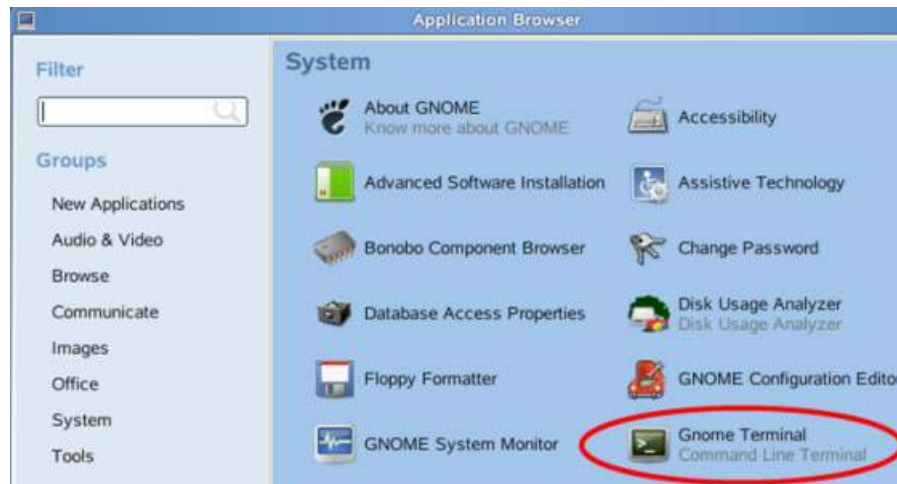 Application Browser
Filter
Groups
New Applications
Audio & Video
Browse
Communicate
Images
Office
System
Tools
System
About GNOME
Know more about GNOME
Accessibility
Advanced Software Installation
Assistive Technology
Bonobo Component Browser
Change Password
Database Access Properties
Disk Usage Analyzer
Disk Usage Analyzer
Floppy Formatter
GNOME Configuration Edito
GNOME System Monitor
Gnome Terminal
Command Line Terminal